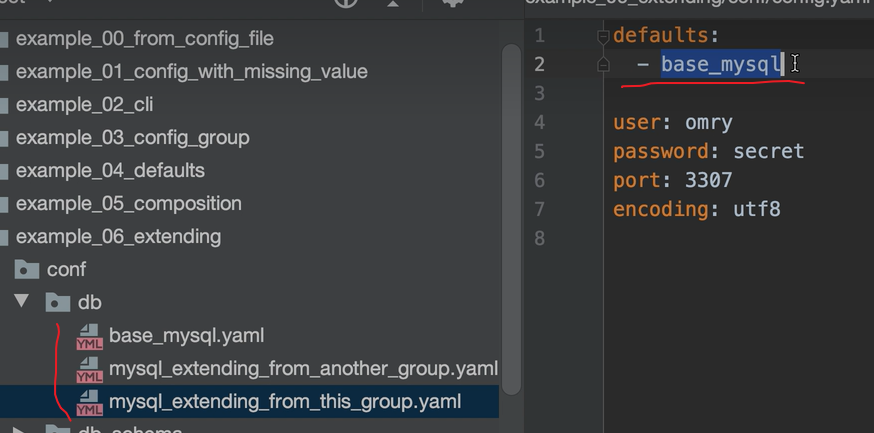 example_00_from_config_file
example_01_config_with_missing_value
example_02_cli
example_03_config_group
example_04_defaults
example_05_composition
example_06_extending
conf
db
YML base_mysql.yaml
YML mysql_extending_from_another_group.yaml
YML mysql_extending_from_this_group.yaml
db_schema
1 defaults:
2 - base_mysql
3
4 user: omry
5 password: secret
6 port: 3307
7 encoding: utf8
8